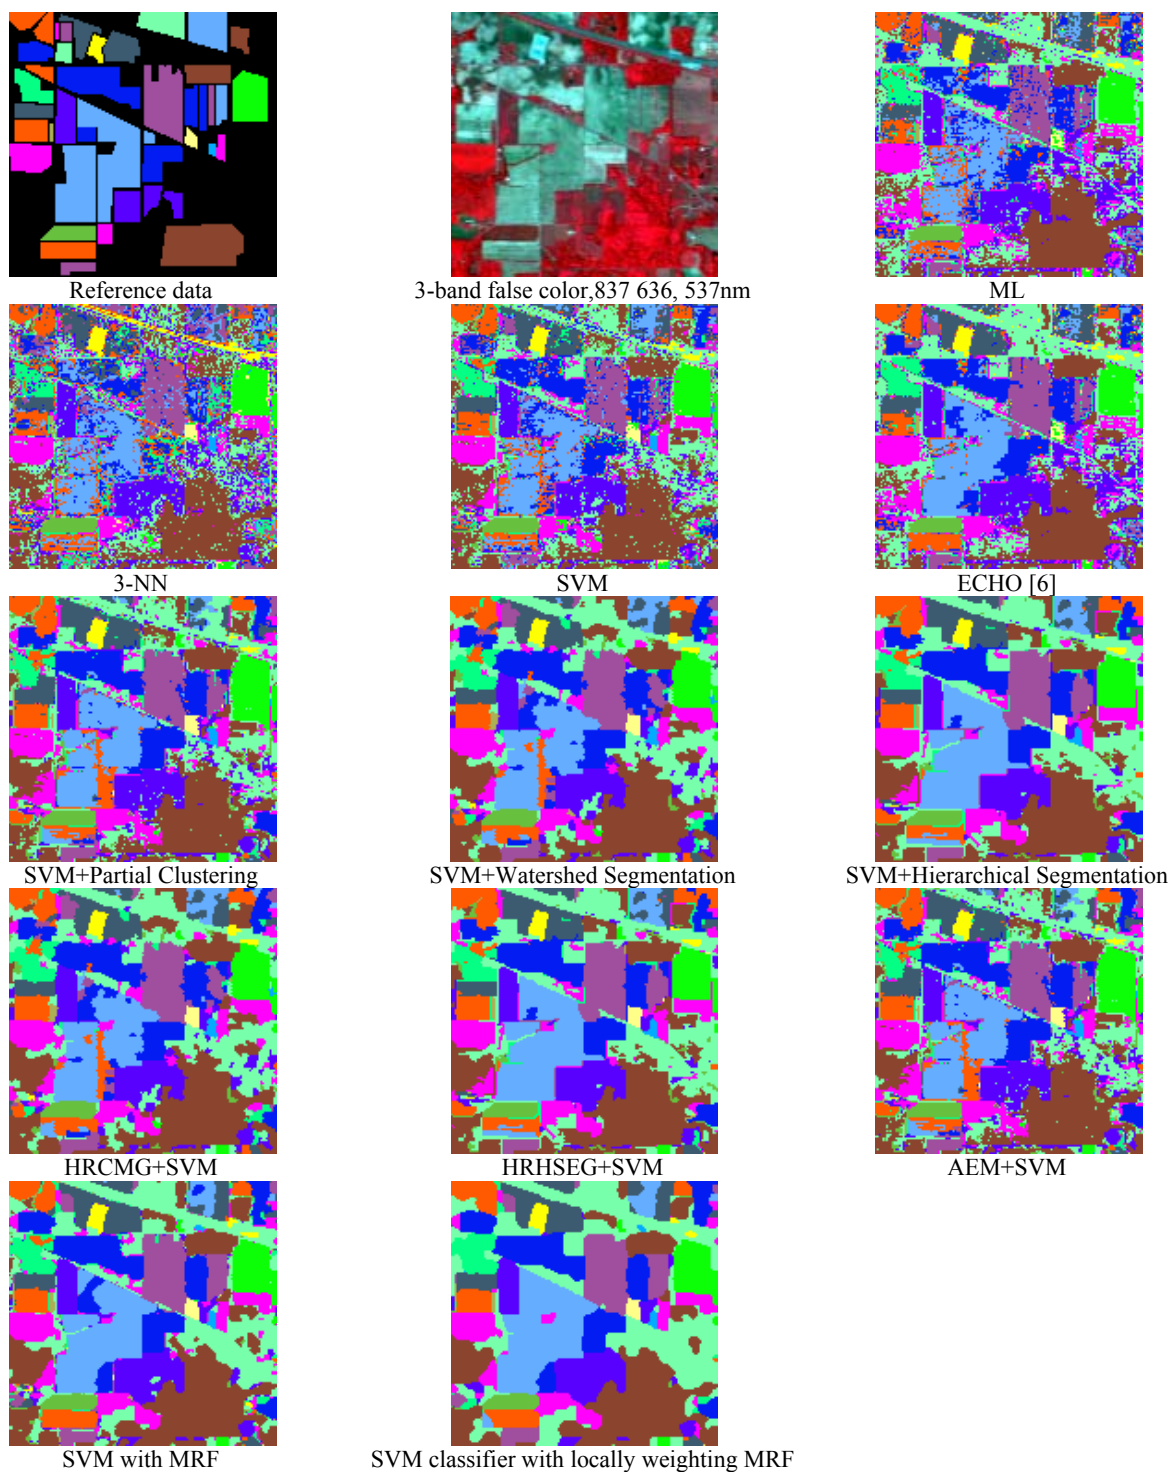 Reference data
3-band false color,837 636, 537nm
ML
3-NN
SVM
ECHO [6]
SVM+Partial Clustering
SVM+Watershed Segmentation
SVM+Hierarchical Segmentation
HRCMG+SVM
HRHSEG+SVM
AEM+SVM
SVM with MRF
SVM classifier with locally weighting MRF